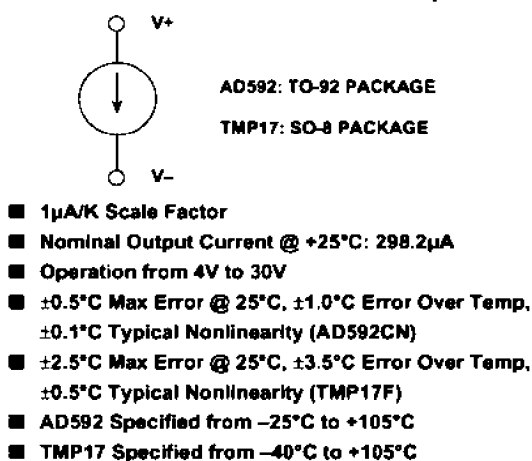 V+
AD592: TO-92 PACKAGE
TMP17: SO-8 PACKAGE
V–
■ 1µA/K Scale Factor
■ Nominal Output Current @ +25°C: 298.2µA
■ Operation from 4V to 30V
■ ±0.5°C Max Error @ 25°C, ±1.0°C Error Over Temp,
±0.1°C Typical Nonlinearity (AD592CN)
■ ±2.5°C Max Error @ 25°C, ±3.5°C Error Over Temp,
±0.5°C Typical Nonlinearity (TMP17F)
■ AD592 Specified from –25°C to +105°C
■ TMP17 Specified from –40°C to +105°C